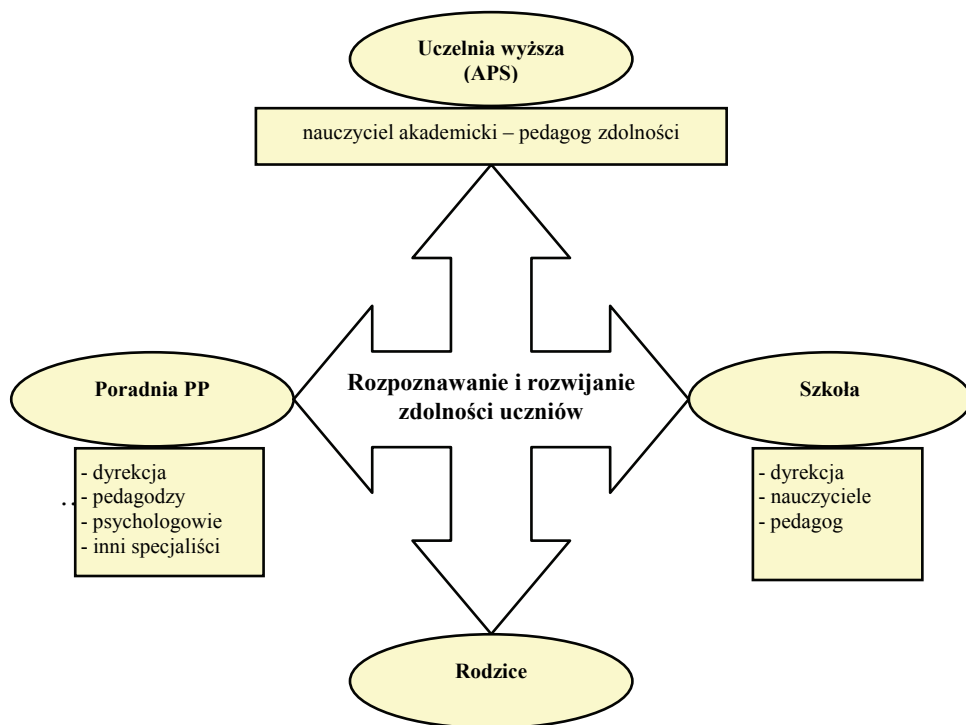 Uczelnia wyższa
(APS)
nauczyciel akademicki – pedagog zdolności
Rozpoznawanie i rozwijanie
zdolności uczniów
Poradnia PP
- dyrekcja
- pedagodzy
- psychologowie
- inni specjaliści
..
Szkoła
- dyrekcja
- nauczyciele
- pedagog
Rodzice